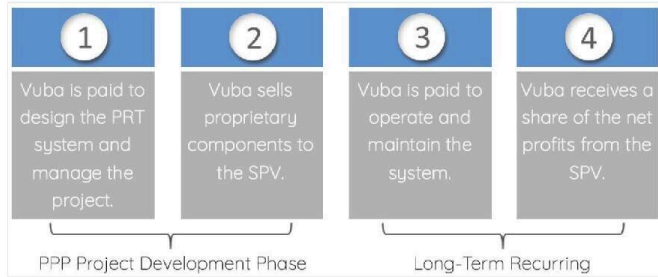 1
Vuba is paid to
design the PRT
system and
manage the
project.
2
Vuba sells
proprietary
components to
the SPV.
3
Vuba is paid to
operate and
maintain the
system.
4
Vuba receives a
share of the net
profits from the
SPV.
PPP Project Development Phase
Long-Term Recurring